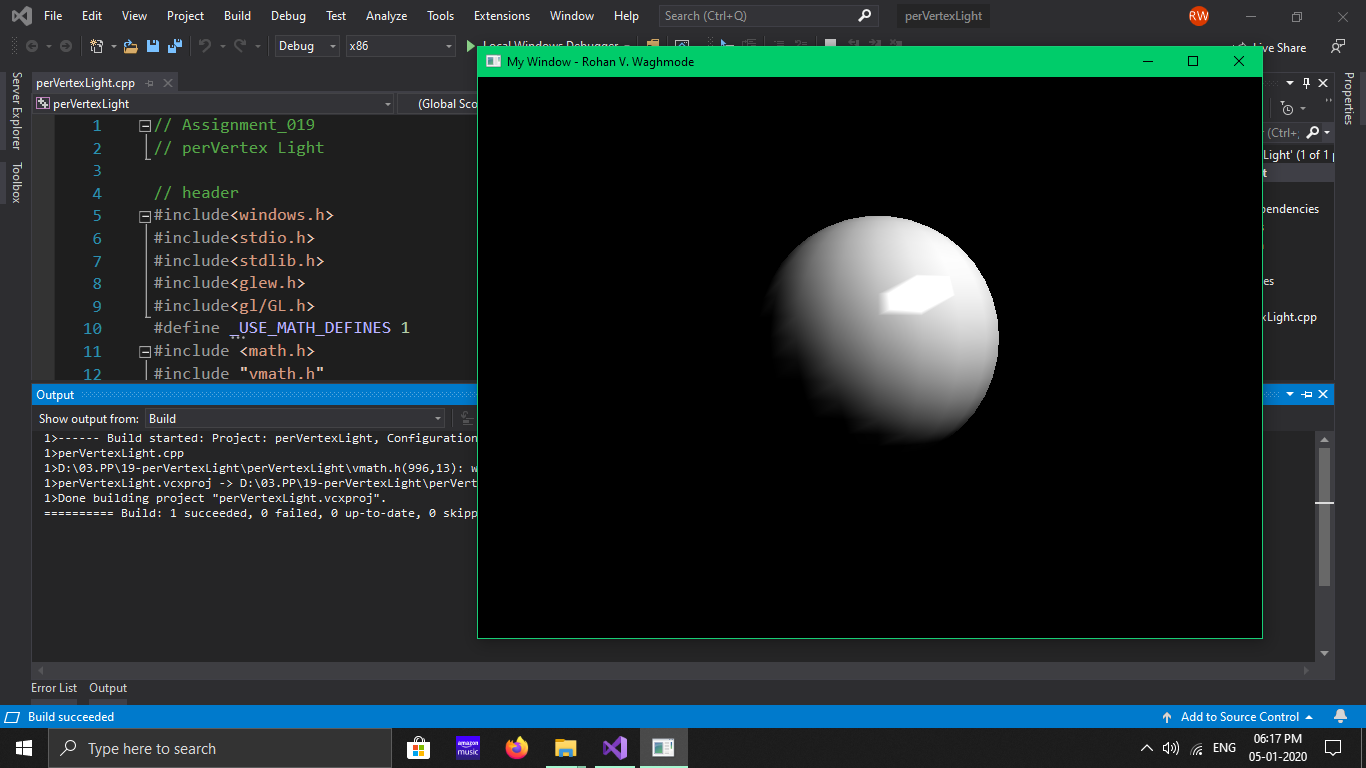 File Edit View Project Build Debug Test Analyze Tools Extensions Window Help Search (Ctrl+Q) perVertexLight RW
Debug x86 Local Windows Debugger Live Share
My Window - Rohan V. Waghmode
Server Explorer
Toolbox
Properties
perVertexLight.cpp
perVertexLight (Global Sco
1 // Assignment_019
2 // perVertex Light
3
4 // header
5 #include<windows.h>
6 #include<stdio.h>
7 #include<stdlib.h>
8 #include<glew.h>
9 #include<gl/GL.h>
10 #define _USE_MATH_DEFINES 1
11 #include <math.h>
12 #include "vmath.h"
(Ctrl+;
Light' (1 of 1 p
t
pendencies
es
xLight.cpp
Output
Show output from: Build
1>------ Build started: Project: perVertexLight, Configuration
1>perVertexLight.cpp
1>D:\03.PP\19-perVertexLight\perVertexLight\vmath.h(996,13): w
1>perVertexLight.vcxproj -> D:\03.PP\19-perVertexLight\perVert
1>Done building project "perVertexLight.vcxproj".
========== Build: 1 succeeded, 0 failed, 0 up-to-date, 0 skipp
Error List Output
Build succeeded Add to Source Control
Type here to search
amazon music
ENG
06:17 PM
05-01-2020